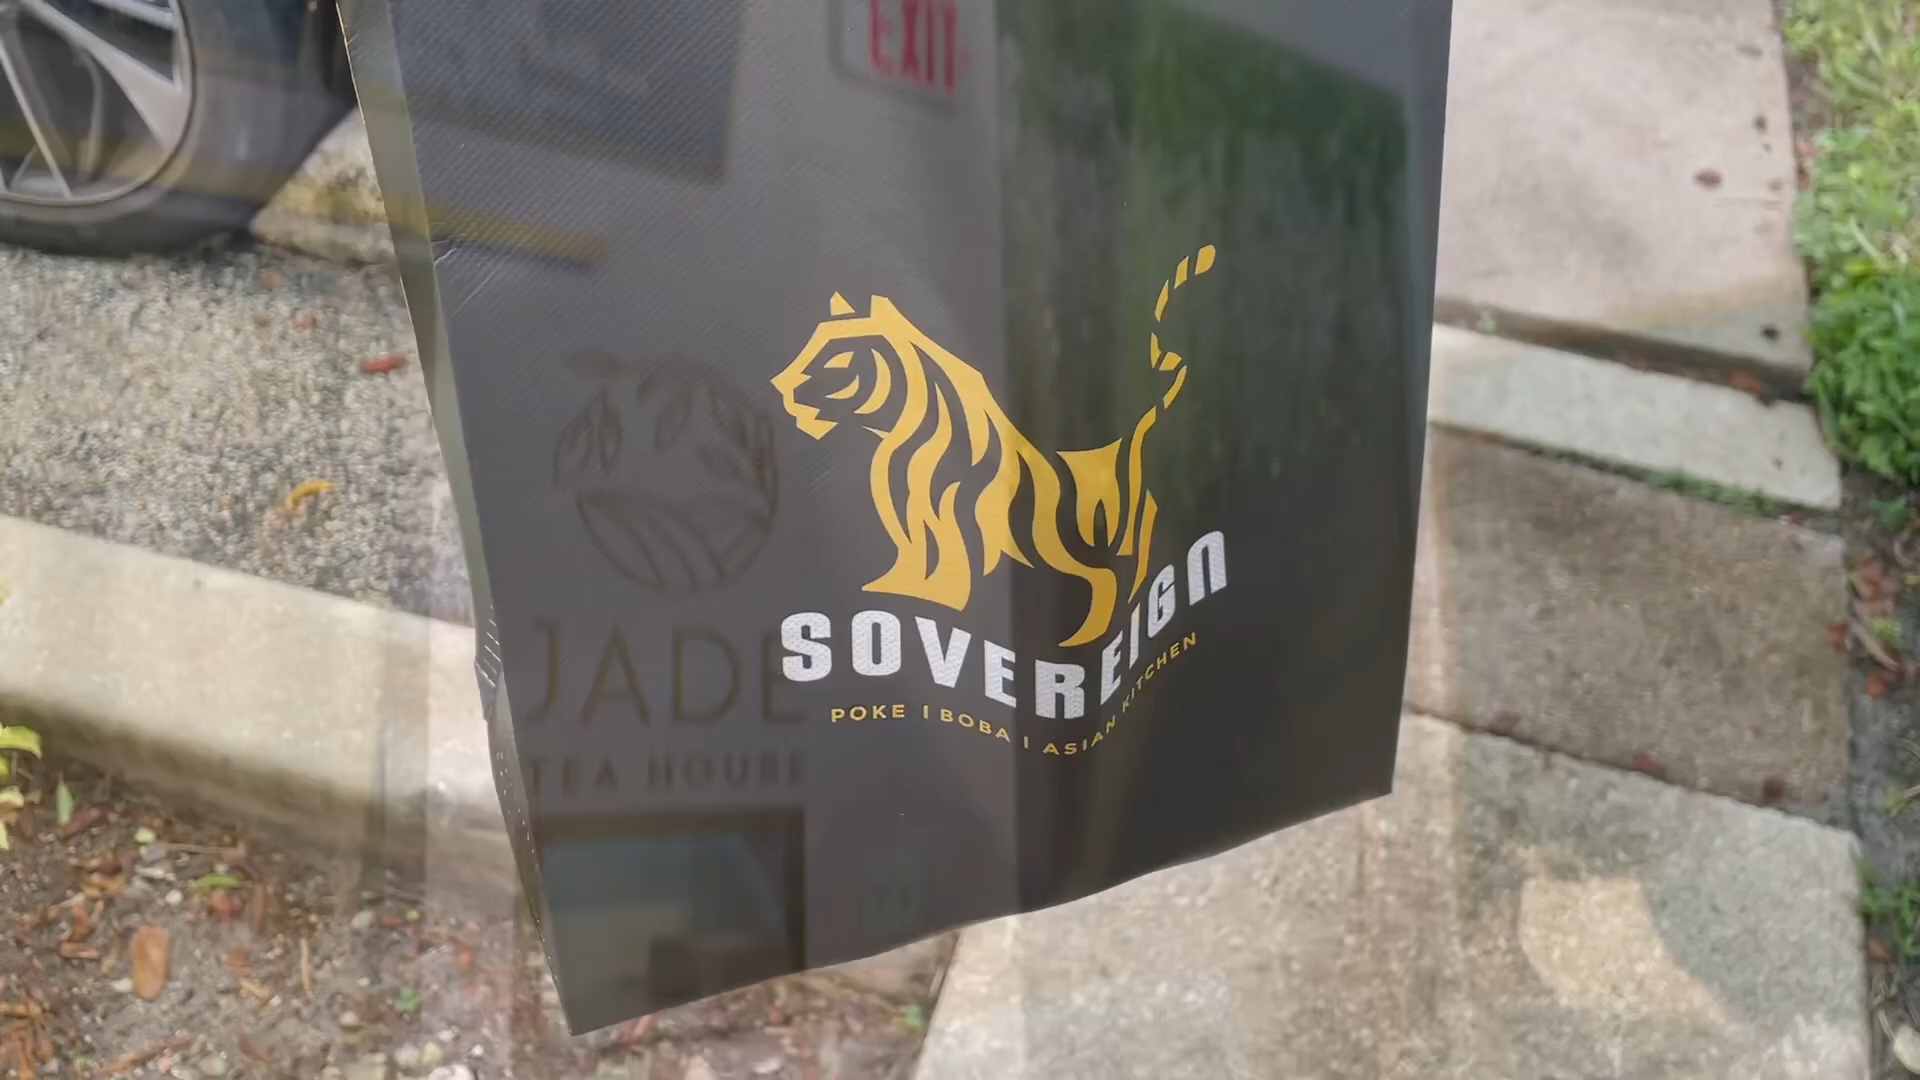 EXIT
JADE
TEA HOUSE
SOVEREIGN
POKE | BOBA | ASIAN KITCHEN